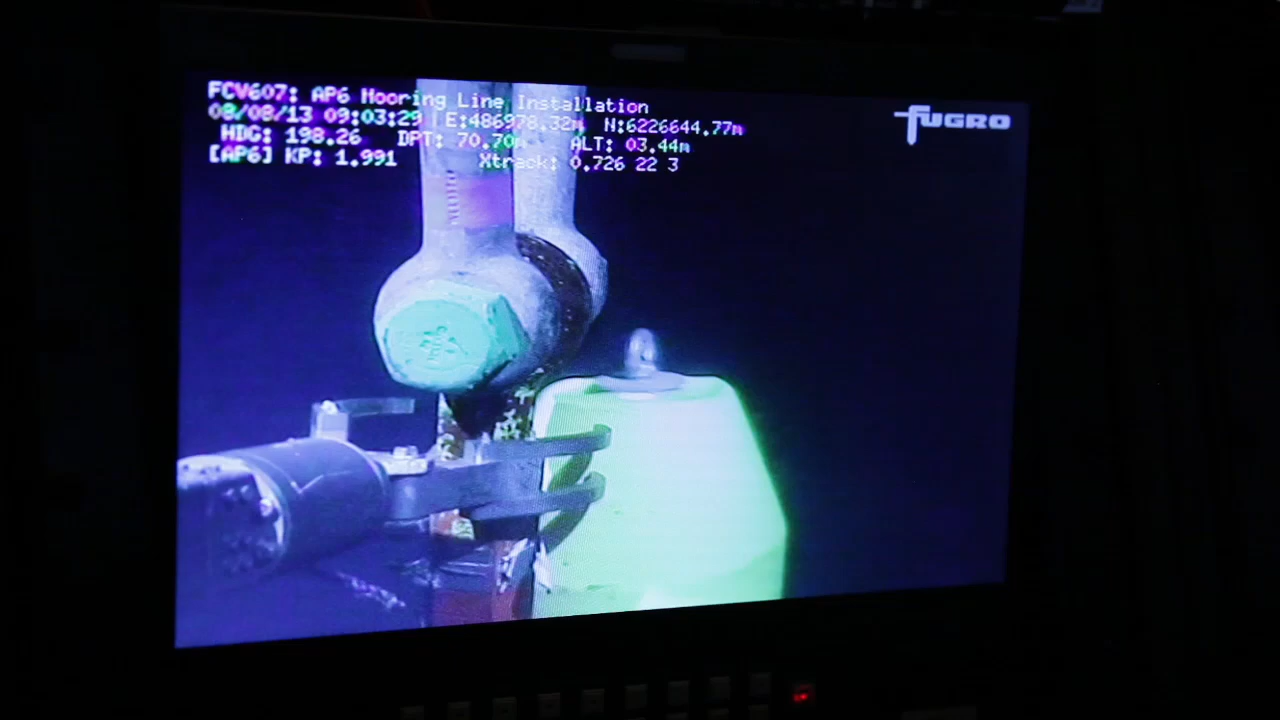 FCV607: AP6 Mooring Line Installation
08/08/13 09:03:29 E:486978.32m N:6226644.77m
HDG: 198.26 DPT: 70.70m ALT: 03.44m
[AP6] KP: 1.991 Xtrack: 0.726 22 3
fUGRO